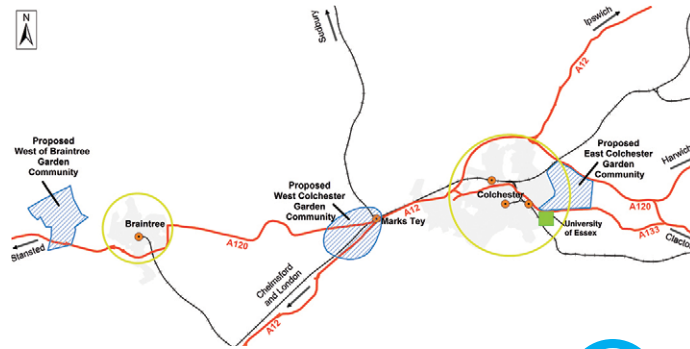 N
Sudbury
Ipswich
A12
Proposed
West of Braintree
Garden
Community
Proposed
East Colchester
Garden
Community
Harwich
Proposed
West Colchester
Garden
Community
Colchester
A12
Marks Tey
A120
Braintree
University
of Essex
A133
A120
Stansted
Chelmsford
and London
A12